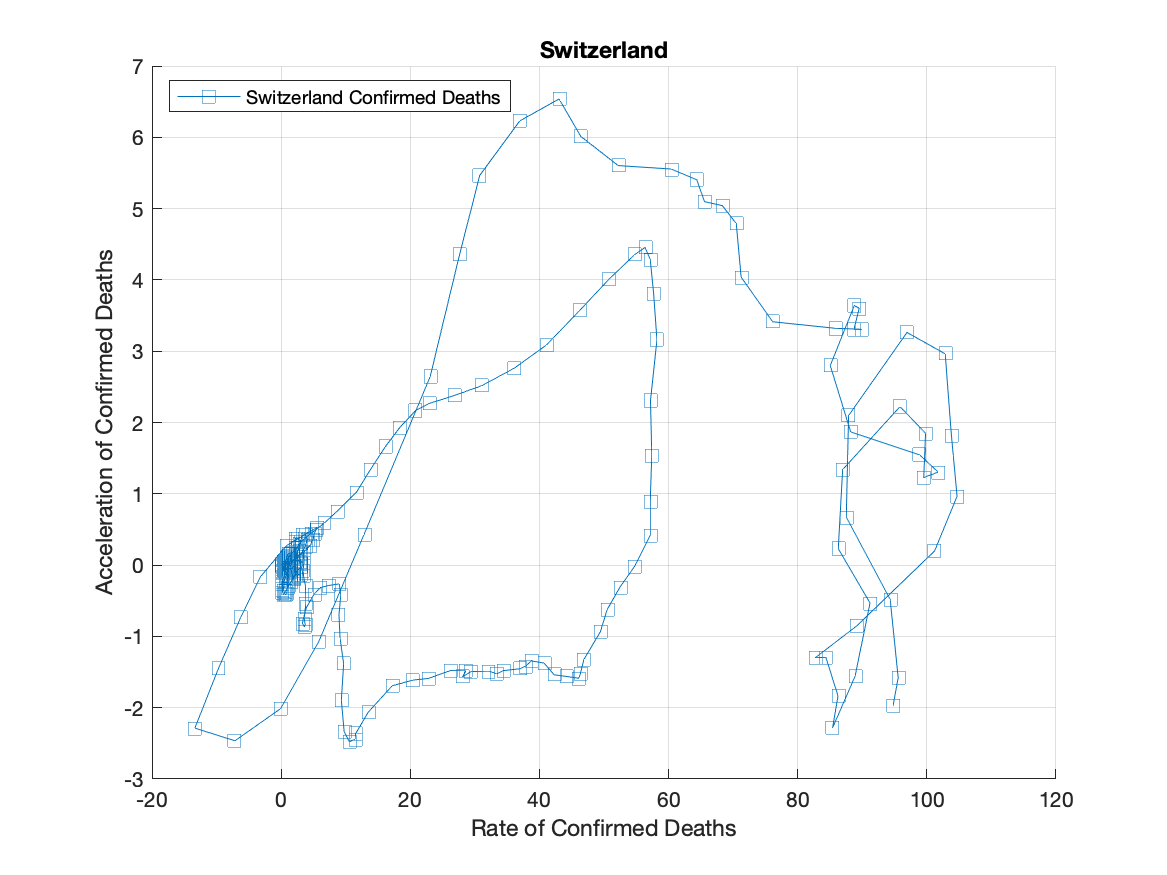 Switzerland
7
Switzerland Confirmed Deaths
6
5
4
3
2
1
0
-1
-2
-3
Acceleration of Confirmed Deaths
-20 0 20 40 60 80 100 120
Rate of Confirmed Deaths